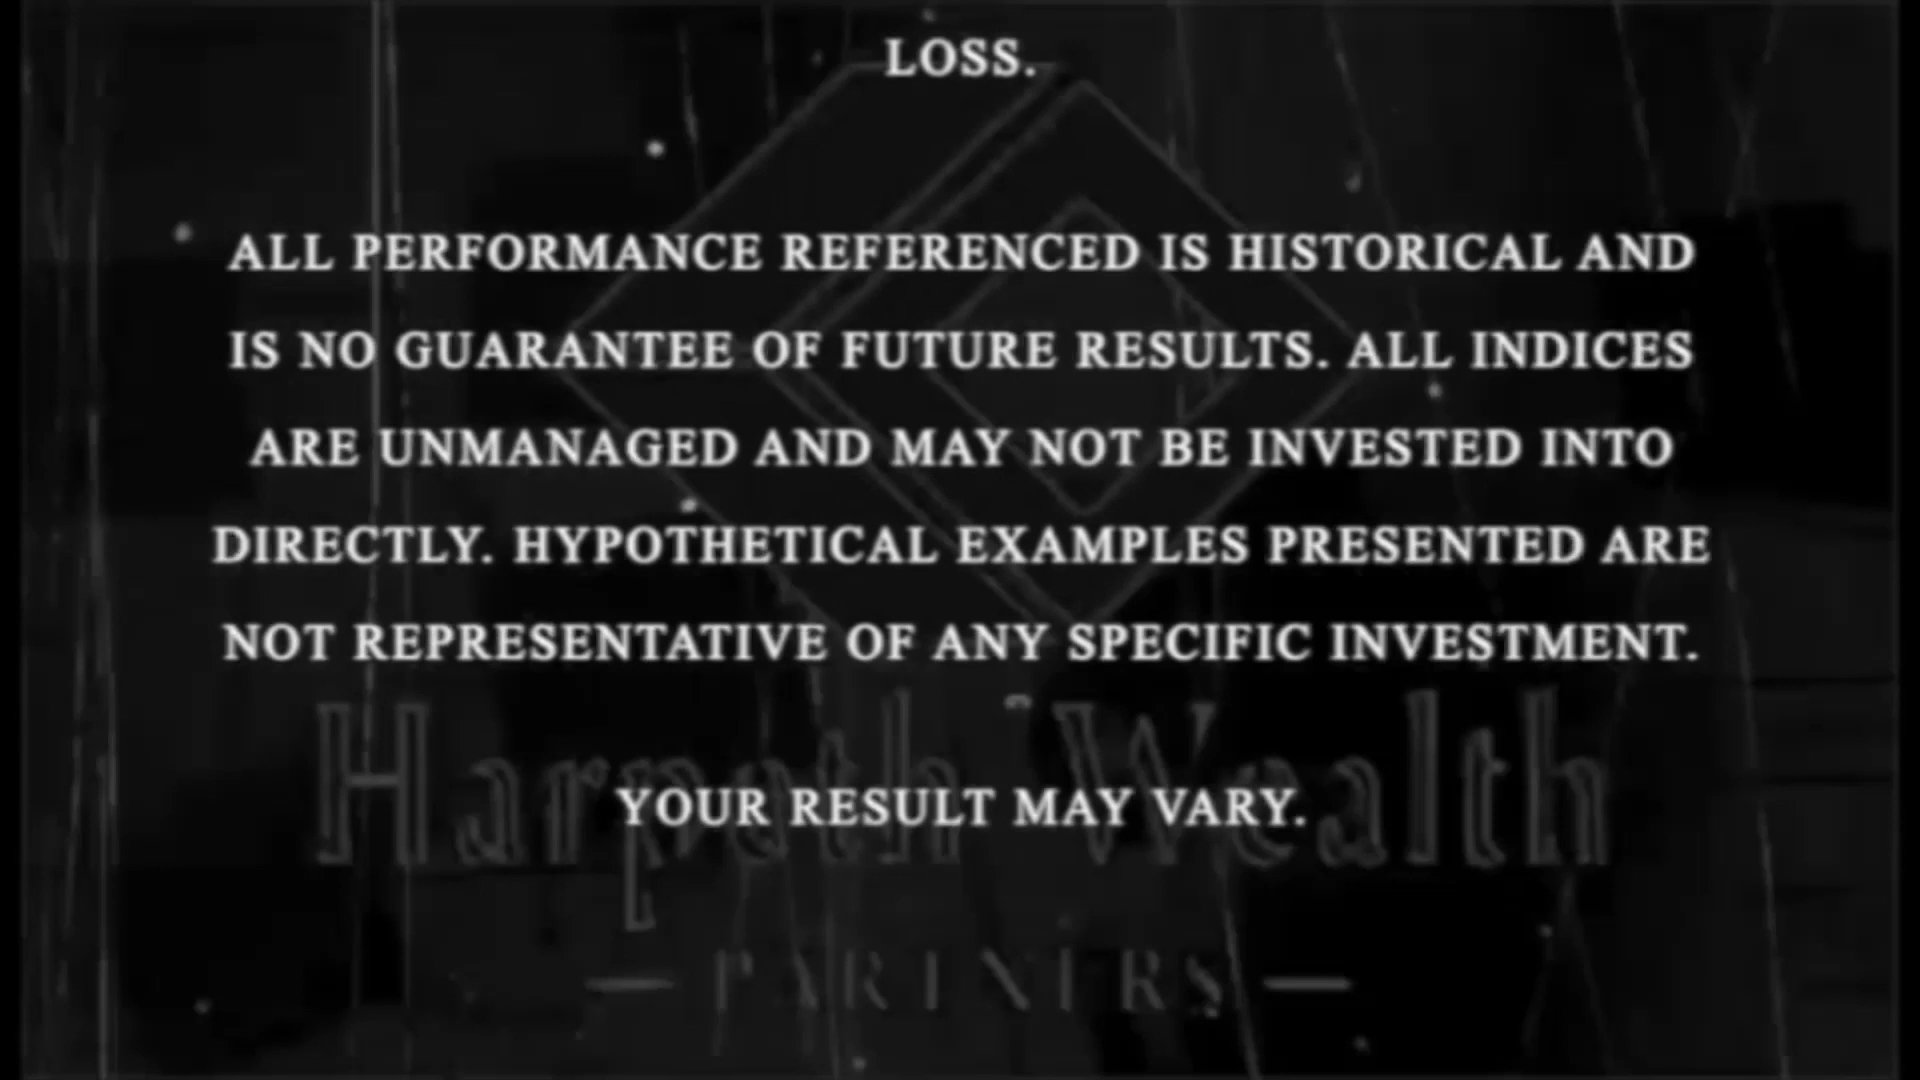 LOSS.
ALL PERFORMANCE REFERENCED IS HISTORICAL AND
IS NO GUARANTEE OF FUTURE RESULTS. ALL INDICES
ARE UNMANAGED AND MAY NOT BE INVESTED INTO
DIRECTLY. HYPOTHETICAL EXAMPLES PRESENTED ARE
NOT REPRESENTATIVE OF ANY SPECIFIC INVESTMENT.
YOUR RESULT MAY VARY.
Harpeth Wealth
PARTNERS